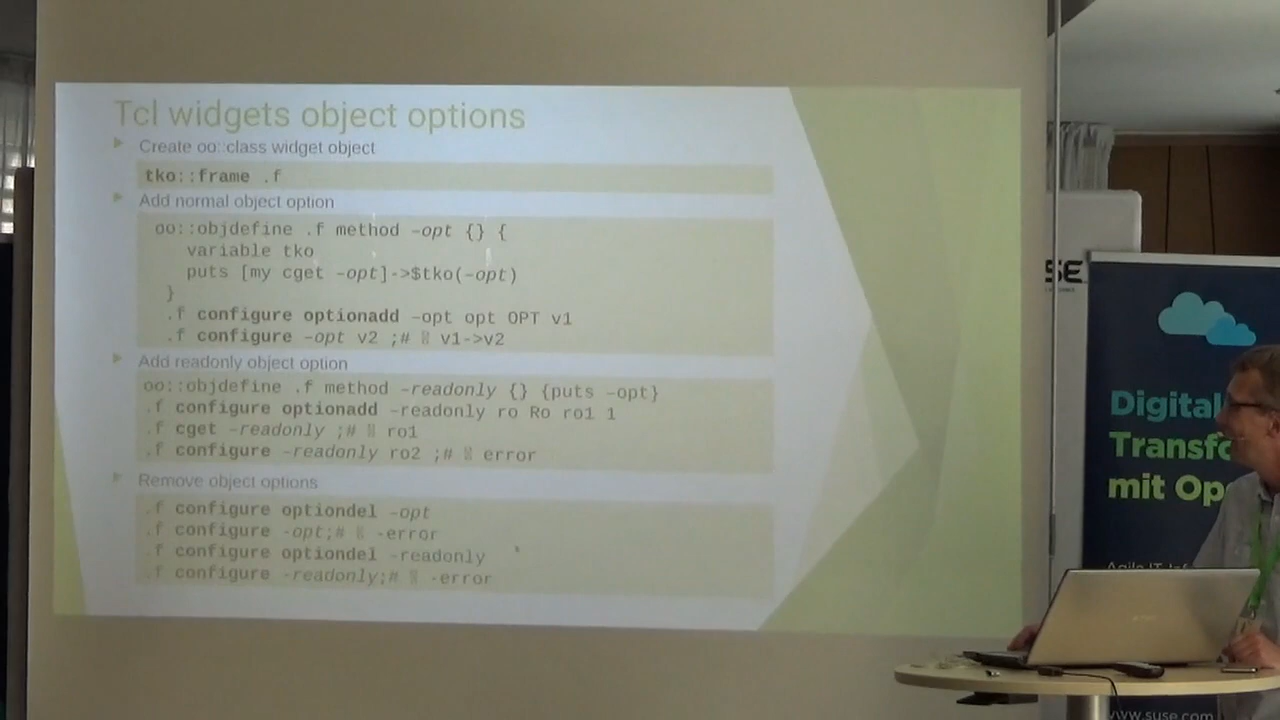 Tcl widgets object options
Create oo::class widget object
tko::frame .f
Add normal object option
oo::objdefine .f method -opt {} {
variable tko
puts [my cget -opt]->$tko(-opt)
}
.f configure optionadd -opt opt OPT v1
.f configure -opt v2 ;# v1->v2
Add readonly object option
oo::objdefine .f method -readonly {} {puts -opt}
.f configure optionadd -readonly ro Ro ro1 1
.f cget -readonly ;# ro1
.f configure -readonly ro2 ;# error
Remove object options
.f configure optiondel -opt
.f configure -opt;# -error
.f configure optiondel -readonly
.f configure -readonly;# -error
SE
Digital
Transfo
mit Op
Agile IT-Inf
www.suse.com